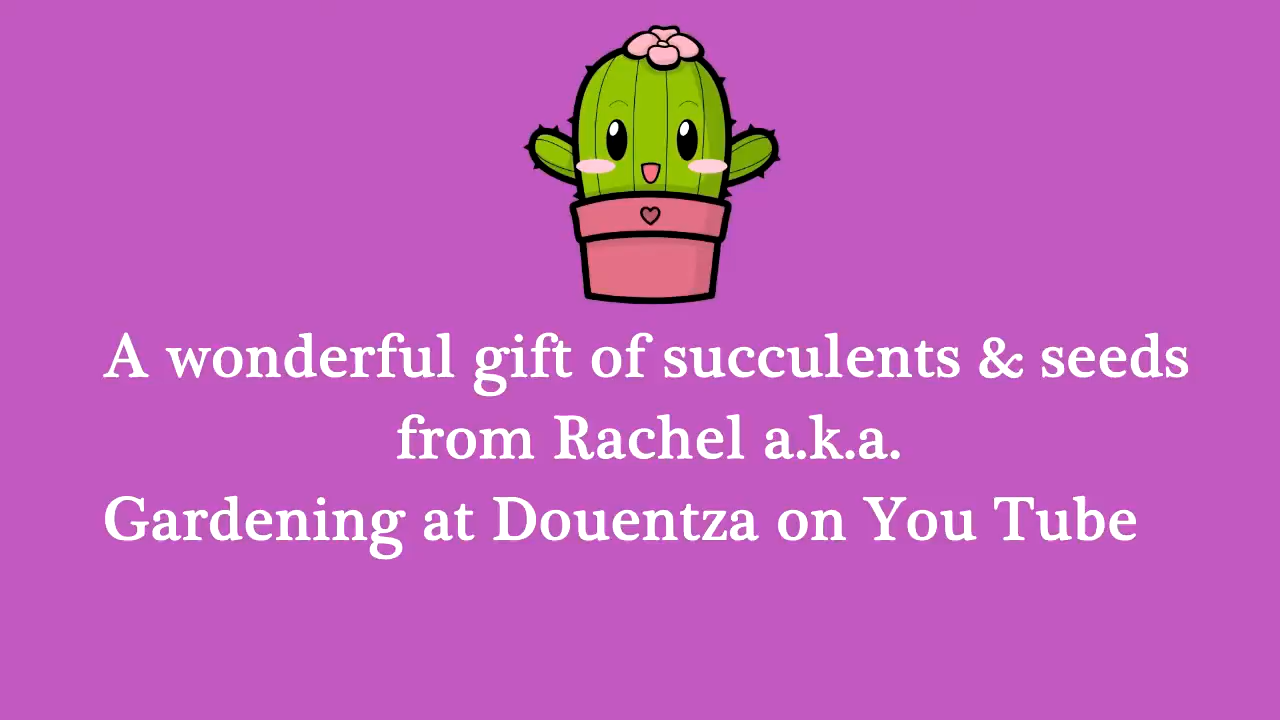 A wonderful gift of succulents & seeds
from Rachel a.k.a.
Gardening at Douentza on You Tube